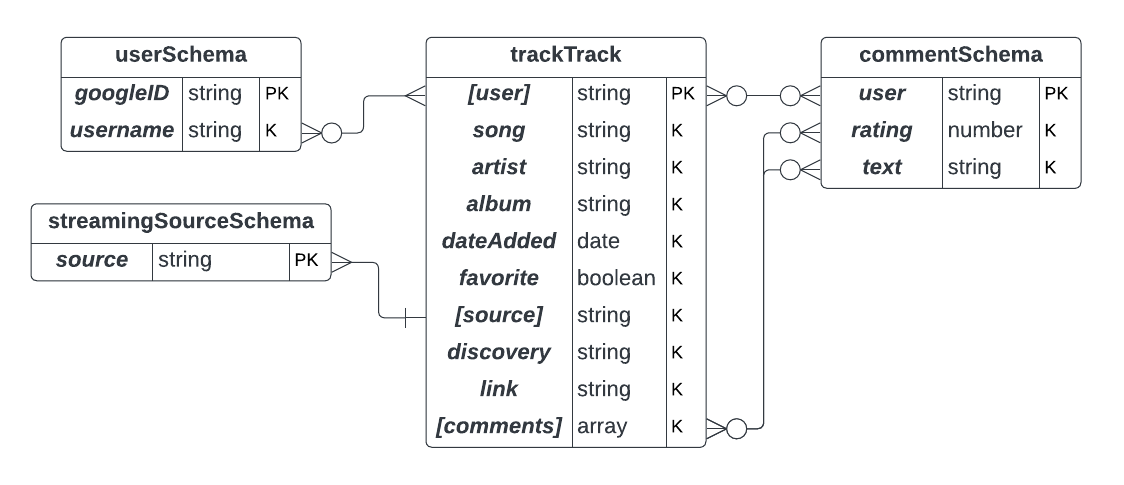 userSchema
googleID string PK
username string K
streamingSourceSchema
source string PK
trackTrack
[user] string PK
song string K
artist string K
album string K
dateAdded date K
favorite boolean K
[source] string K
discovery string K
link string K
[comments] array K
commentSchema
user string PK
rating number K
text string K